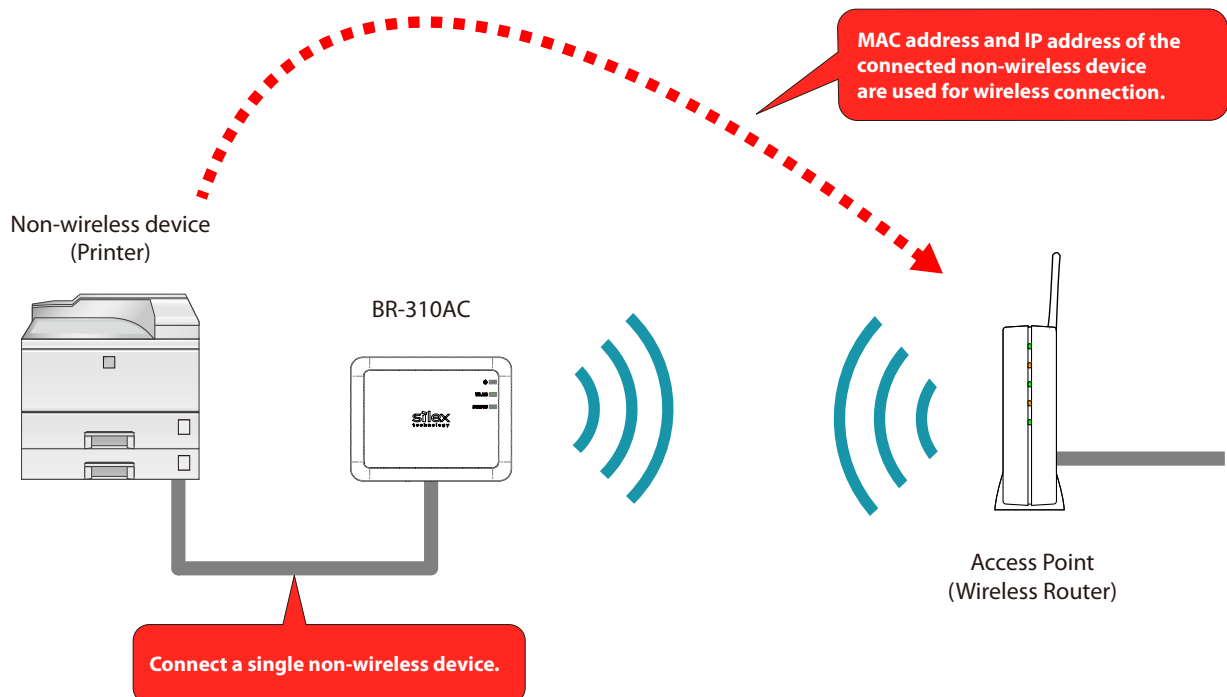 MAC address and IP address of the
connected non-wireless device
are used for wireless connection.
Non-wireless device
(Printer)
BR-310AC
silex
technology
Access Point
(Wireless Router)
Connect a single non-wireless device.